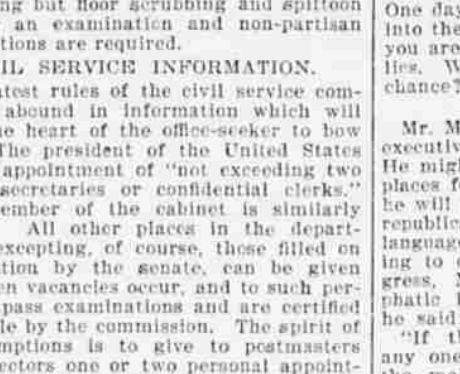 ng but floor scrubbing and spittoon
an examination and non-partisan
tions are required.
IL SERVICE INFORMATION.
atest rules of the civil service com-
abound in information which will
he heart of the office-seeker to bow
The president of the United States
appointment of "not exceeding two
secretaries or confidential clerks."
ember of the cabinet is similarly
All other places in the depart-
excepting, of course, those filled on
tion by the senate, can be given
en vacancies occur, and to such per-
pass examinations and are certified
le by the commission. The spirit of
mptions is to give to postmasters
ectors one or two personal appoint-
One day
into the
you are
lics. W
chance?
Mr. M
executiv
He migh
places f
he will
republic
language
ing to
gress. M
phatic
he said
"If th
any one